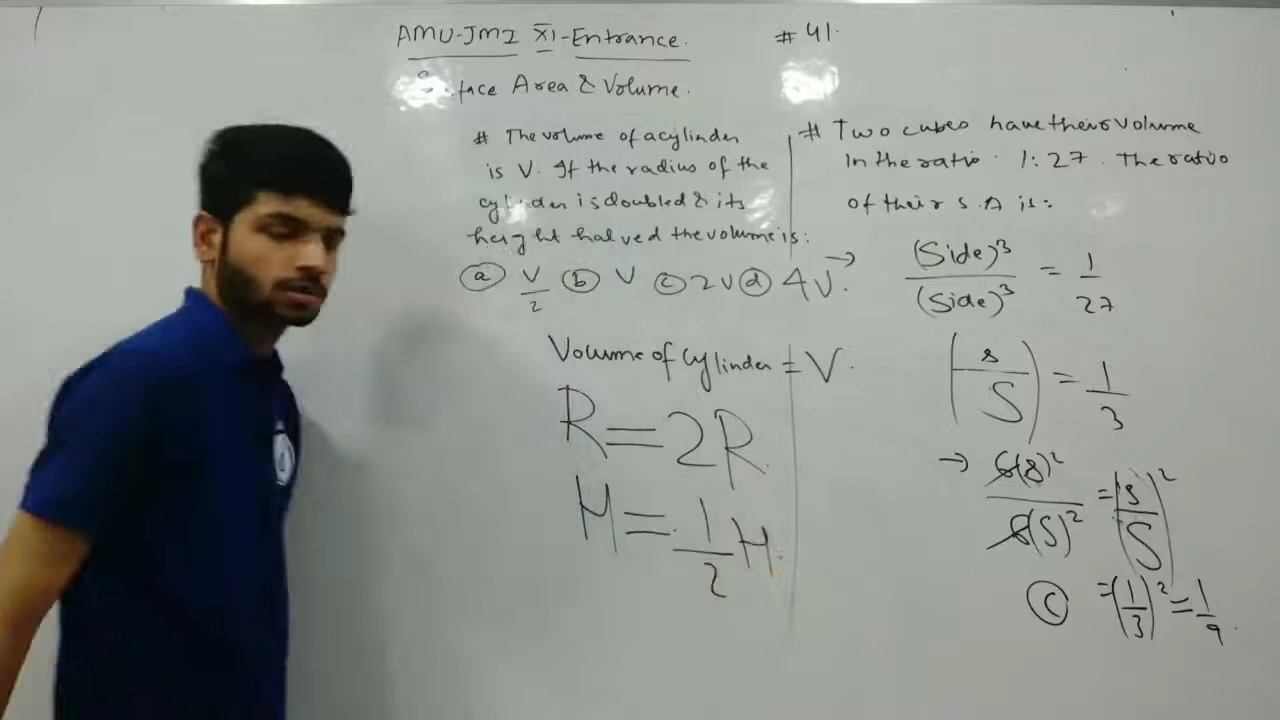 AMU-JMI XI-Entrance. # 41.
face Area & Volume.
# The volume of a cylinder
is V. If the radius of the
cylinder is doubled & its
height halved the volume is:
(a) V/2 (b) V (c) 2V (d) 4V. →
Volume of cylinder = V.
R = 2R.
H = 1/2 H.
# Two cubes have their volume
In the ratio 1:27. The ratio
of their S.A is:
(Side)³/(Side)³ = 1/27
(s/S) = 1/3
→ 6(s)²/6(S)² = (s/S)²
(c) = (1/3)² = 1/9.